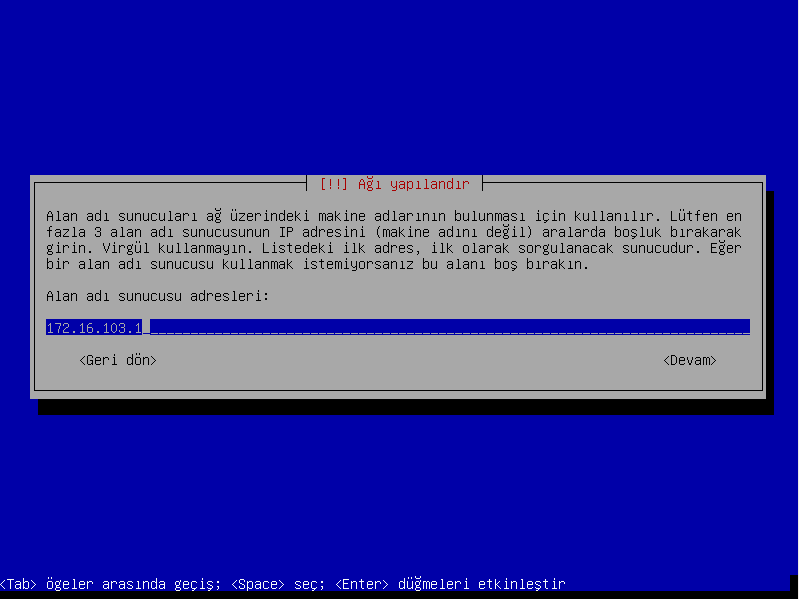 [!!] Ağı yapılandır
Alan adı sunucuları ağ üzerindeki makine adlarının bulunması için kullanılır. Lütfen en
fazla 3 alan adı sunucusunun IP adresini (makine adını değil) aralarda boşluk bırakarak
girin. Virgül kullanmayın. Listedeki ilk adres, ilk olarak sorgulanacak sunucudur. Eğer
bir alan adı sunucusu kullanmak istemiyorsanız bu alanı boş bırakın.
Alan adı sunucusu adresleri:
172.16.103.1
<Geri dön> <Devam>
<Tab> ögeler arasında geçiş; <Space> seç; <Enter> düğmeleri etkinleştir